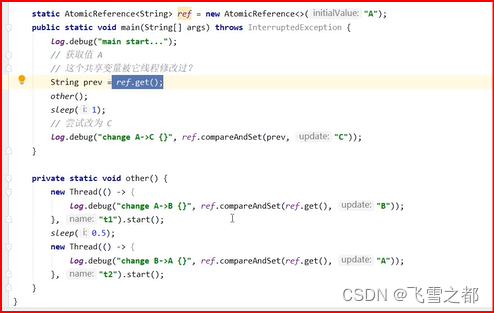 static AtomicReference<String> ref = new AtomicReference<>( initialValue: "A");
public static void main(String[] args) throws InterruptedException {
log.debug("main start...");
// 获取值 A
// 这个共享变量被它线程修改过?
String prev = ref.get();
other();
sleep( i: 1);
// 尝试改为 C
log.debug("change A->C {}", ref.compareAndSet(prev, update: "C"));
}
private static void other() {
new Thread(() -> {
log.debug("change A->B {}", ref.compareAndSet(ref.get(), update: "B"));
}, name: "t1").start();
sleep( i: 0.5);
new Thread(() -> {
log.debug("change B->A {}", ref.compareAndSet(ref.get(), update: "A"));
}, name: "t2").start();
}
}
CSDN @飞雪之都